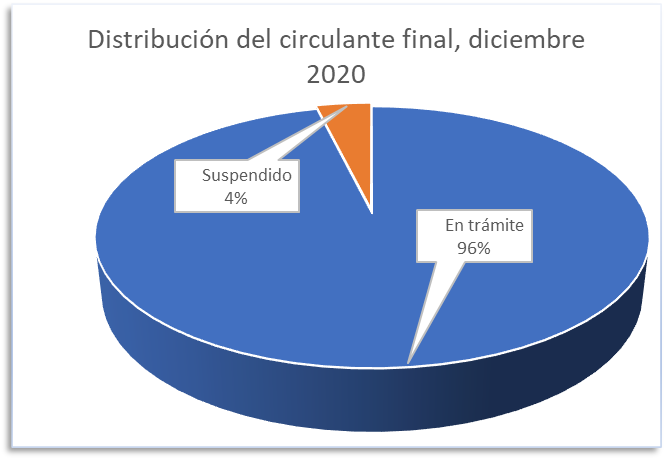 Distribución del circulante final, diciembre
2020
Suspendido
4%
En trámite
96%